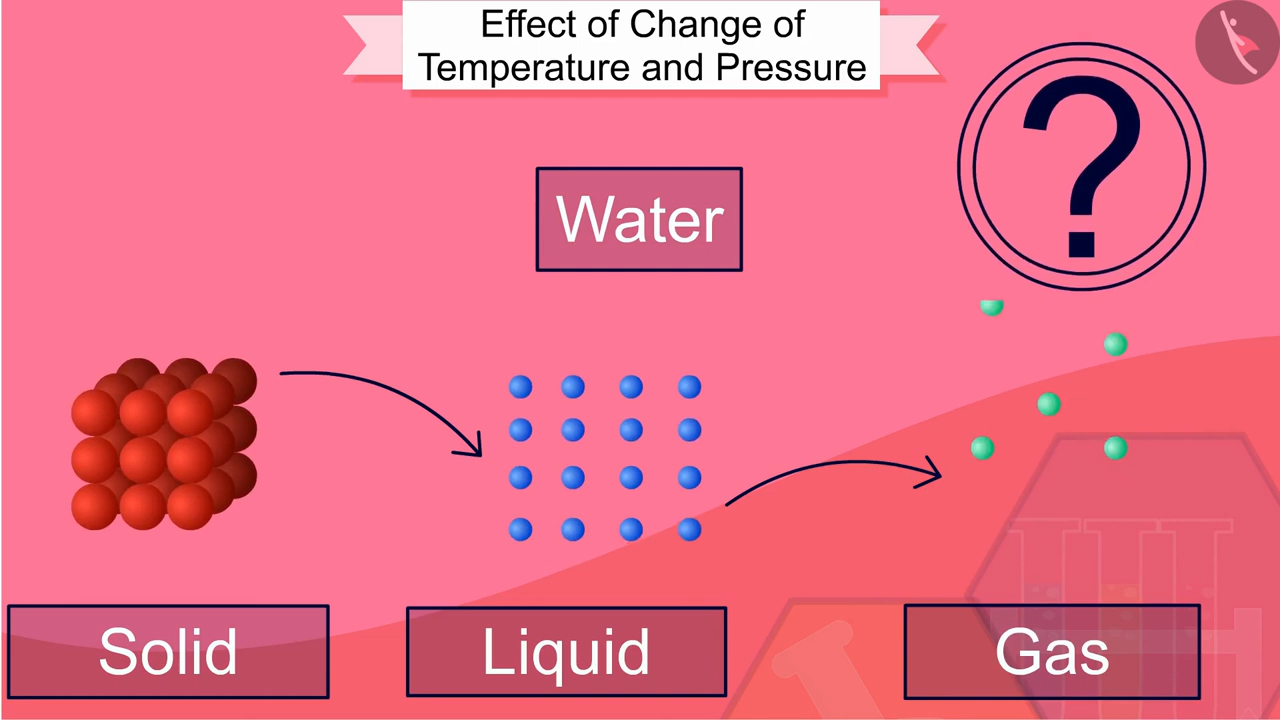 Effect of Change of
Temperature and Pressure
?
Water
Solid
Liquid
Gas